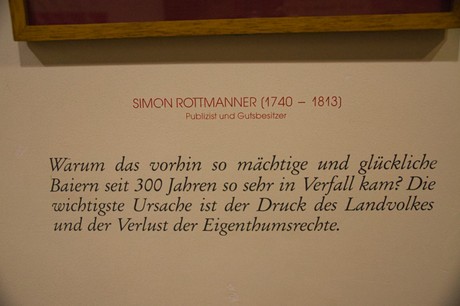 SIMON ROTTMANNER (1740 – 1813)
Publizist und Gutsbesitzer
Warum das vorhin so mächtige und glückliche
Baiern seit 300 Jahren so sehr in Verfall kam? Die
wichtigste Ursache ist der Druck des Landvolkes
und der Verlust der Eigenthumsrechte.